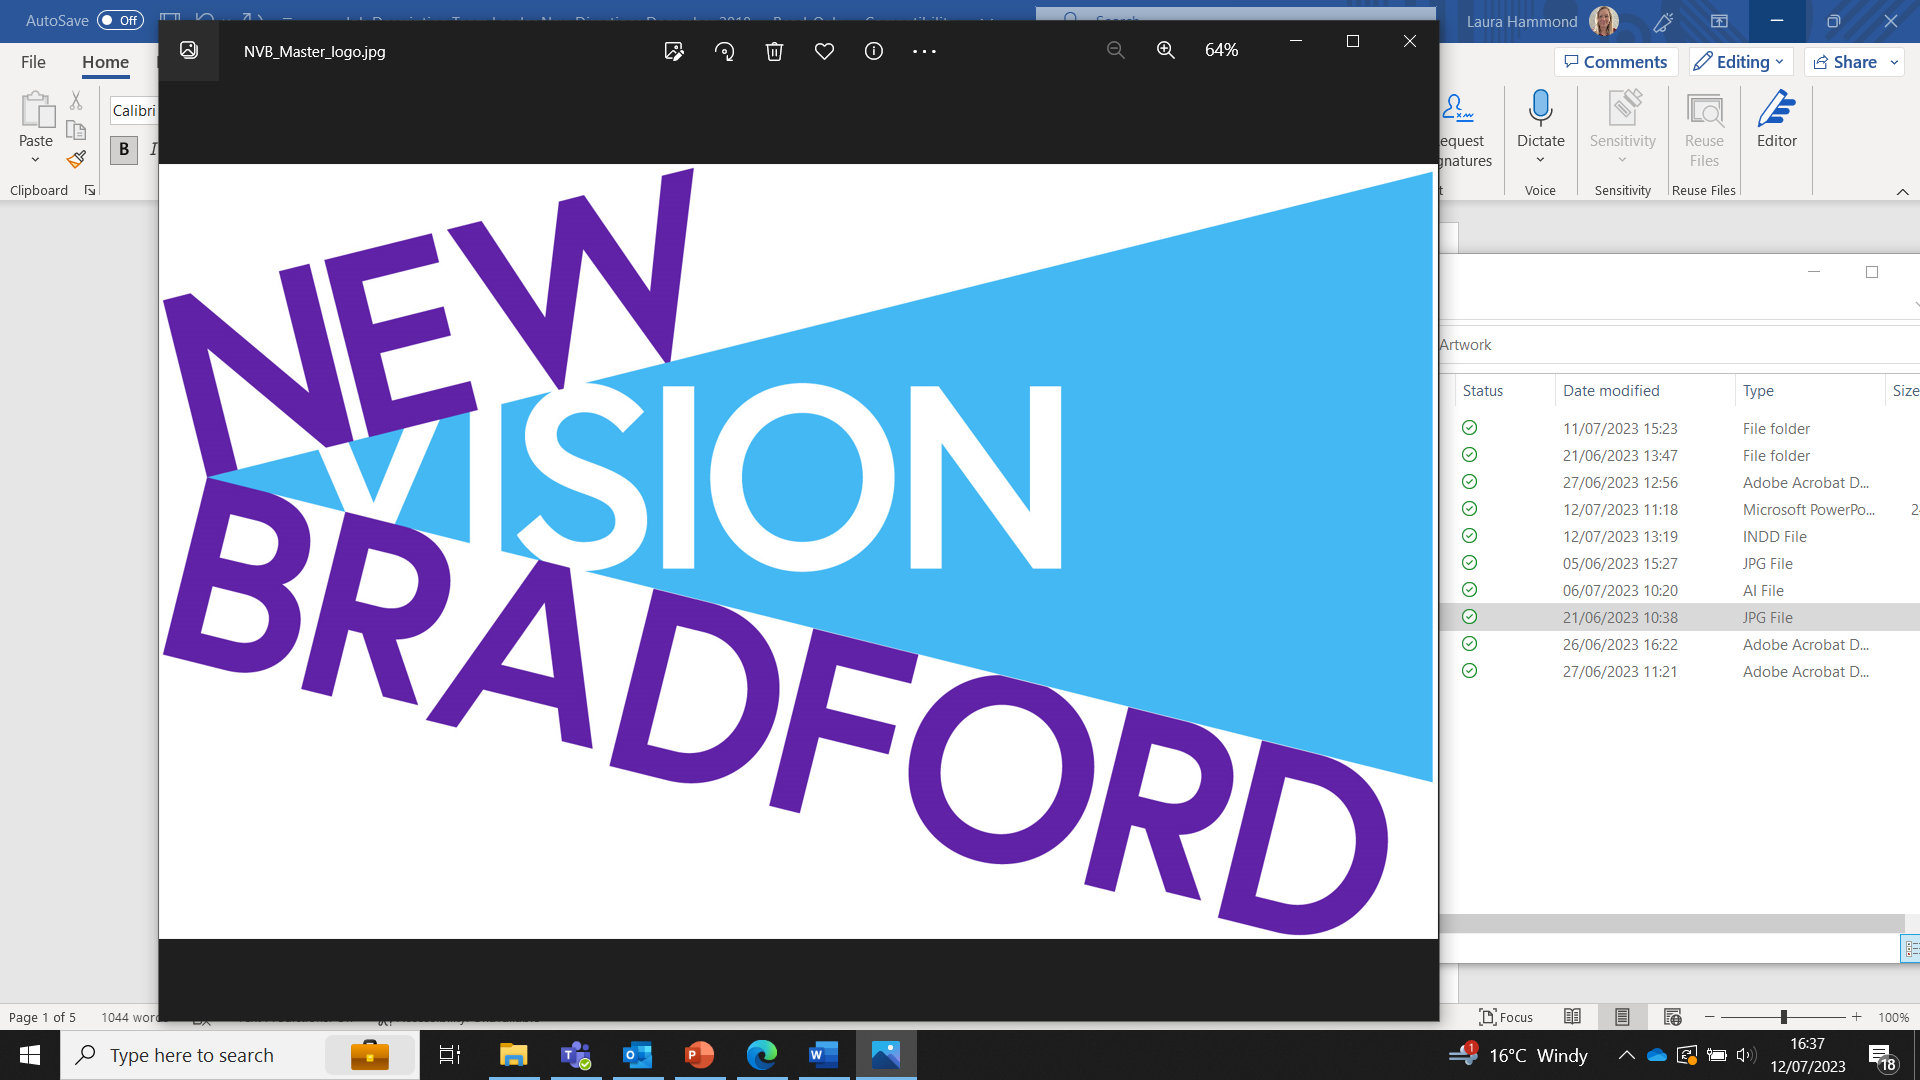 AutoSave Off
Search
Laura Hammond
NVB_Master_logo.jpg
64%
File Home
Comments Editing Share
Calibri
Paste
B I
Clipboard
Dictate Sensitivity Reuse Files Editor
Voice Sensitivity Reuse Files
NEW
VISION
BRADFORD
Artwork
Status Date modified Type Size
11/07/2023 15:23 File folder
21/06/2023 13:47 File folder
27/06/2023 12:56 Adobe Acrobat D...
12/07/2023 11:18 Microsoft PowerPo...
12/07/2023 13:19 INDD File
05/06/2023 15:27 JPG File
06/07/2023 10:20 AI File
21/06/2023 10:38 JPG File
26/06/2023 16:22 Adobe Acrobat D...
27/06/2023 11:21 Adobe Acrobat D...
Page 1 of 5 1044 Focus 100%
Type here to search
16°C Windy
16:37
12/07/2023
18